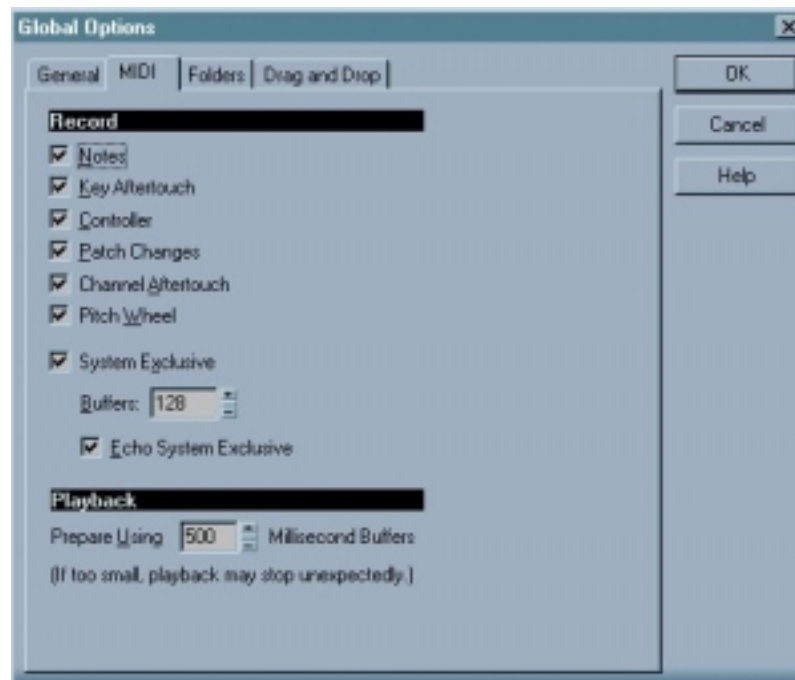 Global Options
General MIDI Folders Drag and Drop
OK
Cancel
Help
Record
Notes
Key Aftertouch
Controller
Patch Changes
Channel Aftertouch
Pitch Wheel
System Exclusive
Buffers: 128
Echo System Exclusive
Playback
Prepare Using 500 Millisecond Buffers
(If too small, playback may stop unexpectedly.)